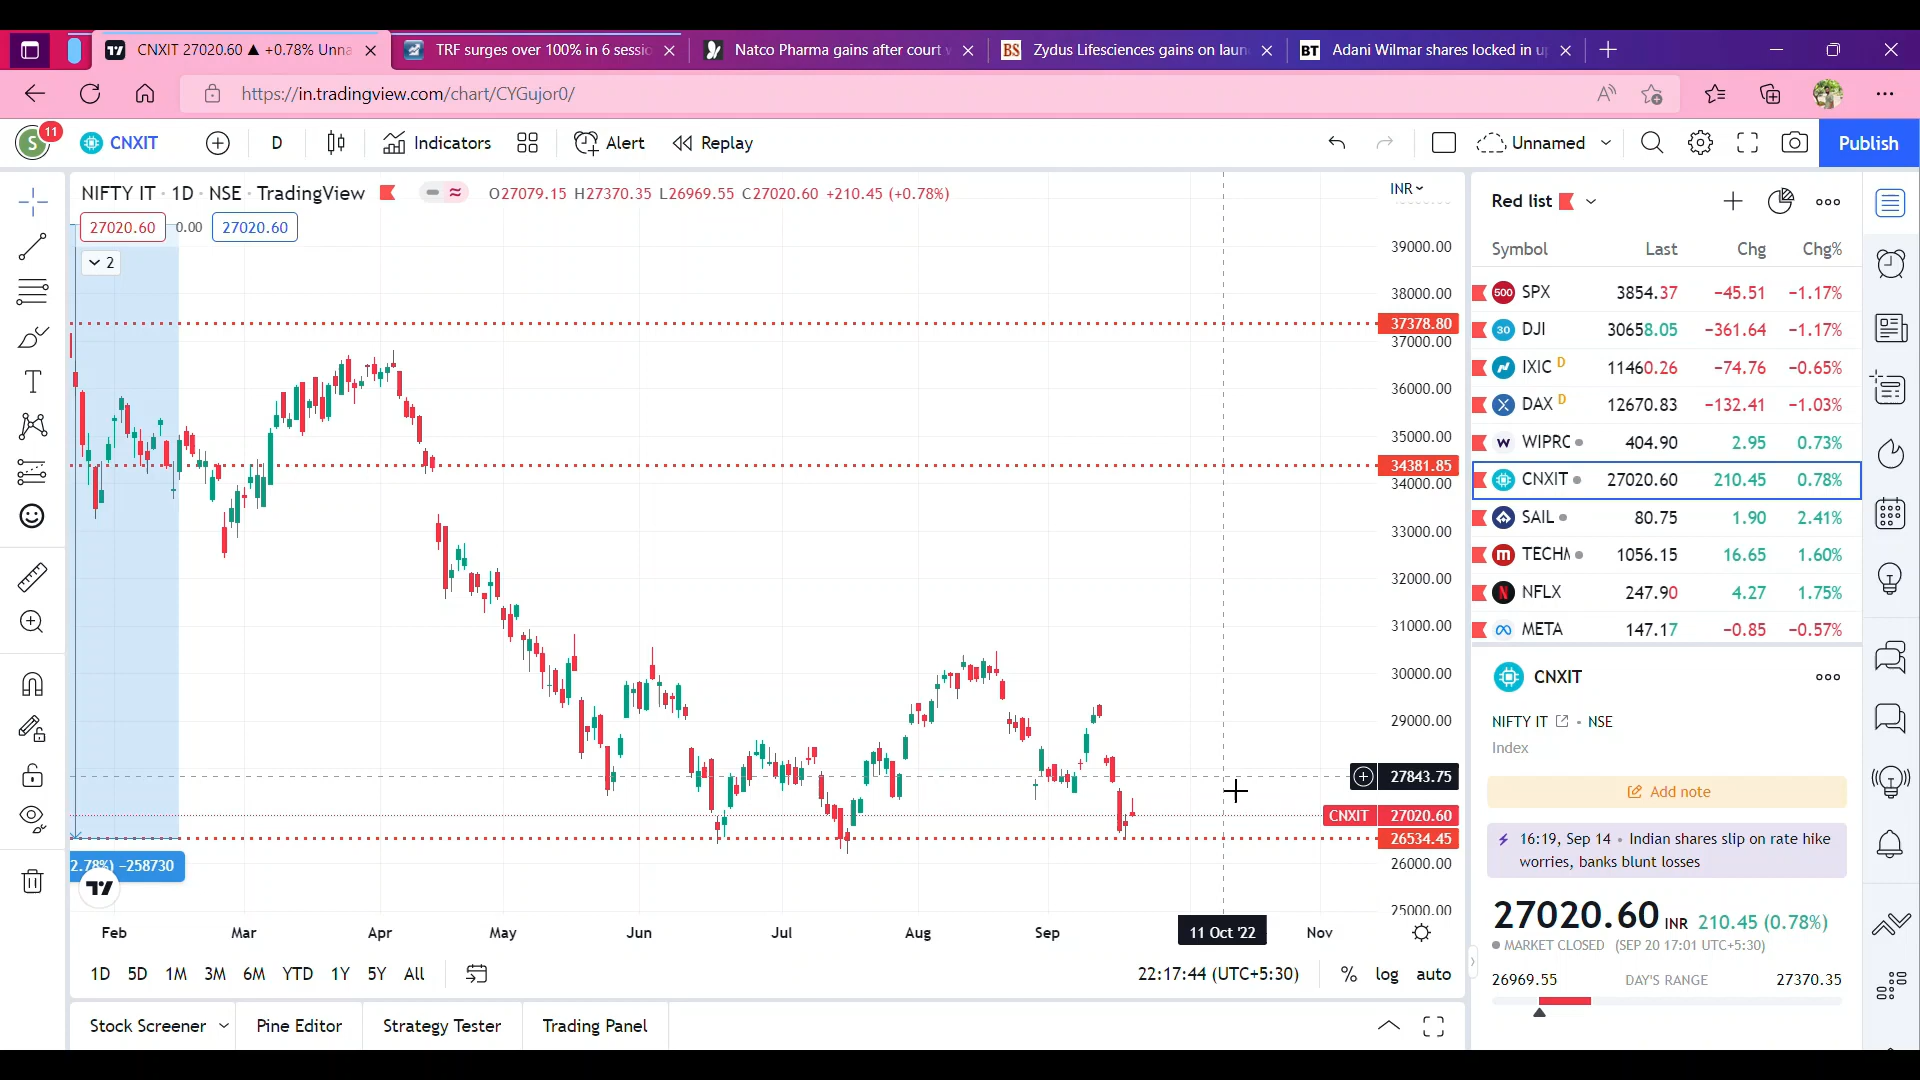 CNXIT 27020.60 ▲ +0.78% Unna
TRF surges over 100% in 6 sessio
Natco Pharma gains after court
BS Zydus Lifesciences gains on laun
BT Adani Wilmar shares locked in up
https://in.tradingview.com/chart/CYGujor0/
S 11 CNXIT D Indicators Alert Replay Unnamed Publish
NIFTY IT · 1D · NSE · TradingView O27079.15 H27370.35 L26969.55 C27020.60 +210.45 (+0.78%) INR
27020.60 0.00 27020.60
2
39000.00
38000.00
37378.80
37000.00
36000.00
35000.00
34381.85
34000.00
33000.00
32000.00
31000.00
30000.00
29000.00
27843.75
CNXIT 27020.60
26534.45
26000.00
25000.00
2.78%) −258730
Feb Mar Apr May Jun Jul Aug Sep 11 Oct '22 Nov
1D 5D 1M 3M 6M YTD 1Y 5Y All 22:17:44 (UTC+5:30) % log auto
Stock Screener Pine Editor Strategy Tester Trading Panel
Red list
Symbol Last Chg Chg%
500 SPX 3854.37 −45.51 −1.17%
30 DJI 30658.05 −361.64 −1.17%
IXIC D 11460.26 −74.76 −0.65%
DAX D 12670.83 −132.41 −1.03%
W WIPRO 404.90 2.95 0.73%
CNXIT 27020.60 210.45 0.78%
SAIL 80.75 1.90 2.41%
TECHM 1056.15 16.65 1.60%
NFLX 247.90 4.27 1.75%
META 147.17 −0.85 −0.57%
CNXIT
NIFTY IT · NSE
Index
Add note
16:19, Sep 14 · Indian shares slip on rate hike
worries, banks blunt losses
27020.60 INR 210.45 (0.78%)
MARKET CLOSED (SEP 20 17:01 UTC+5:30)
26969.55 DAY'S RANGE 27370.35